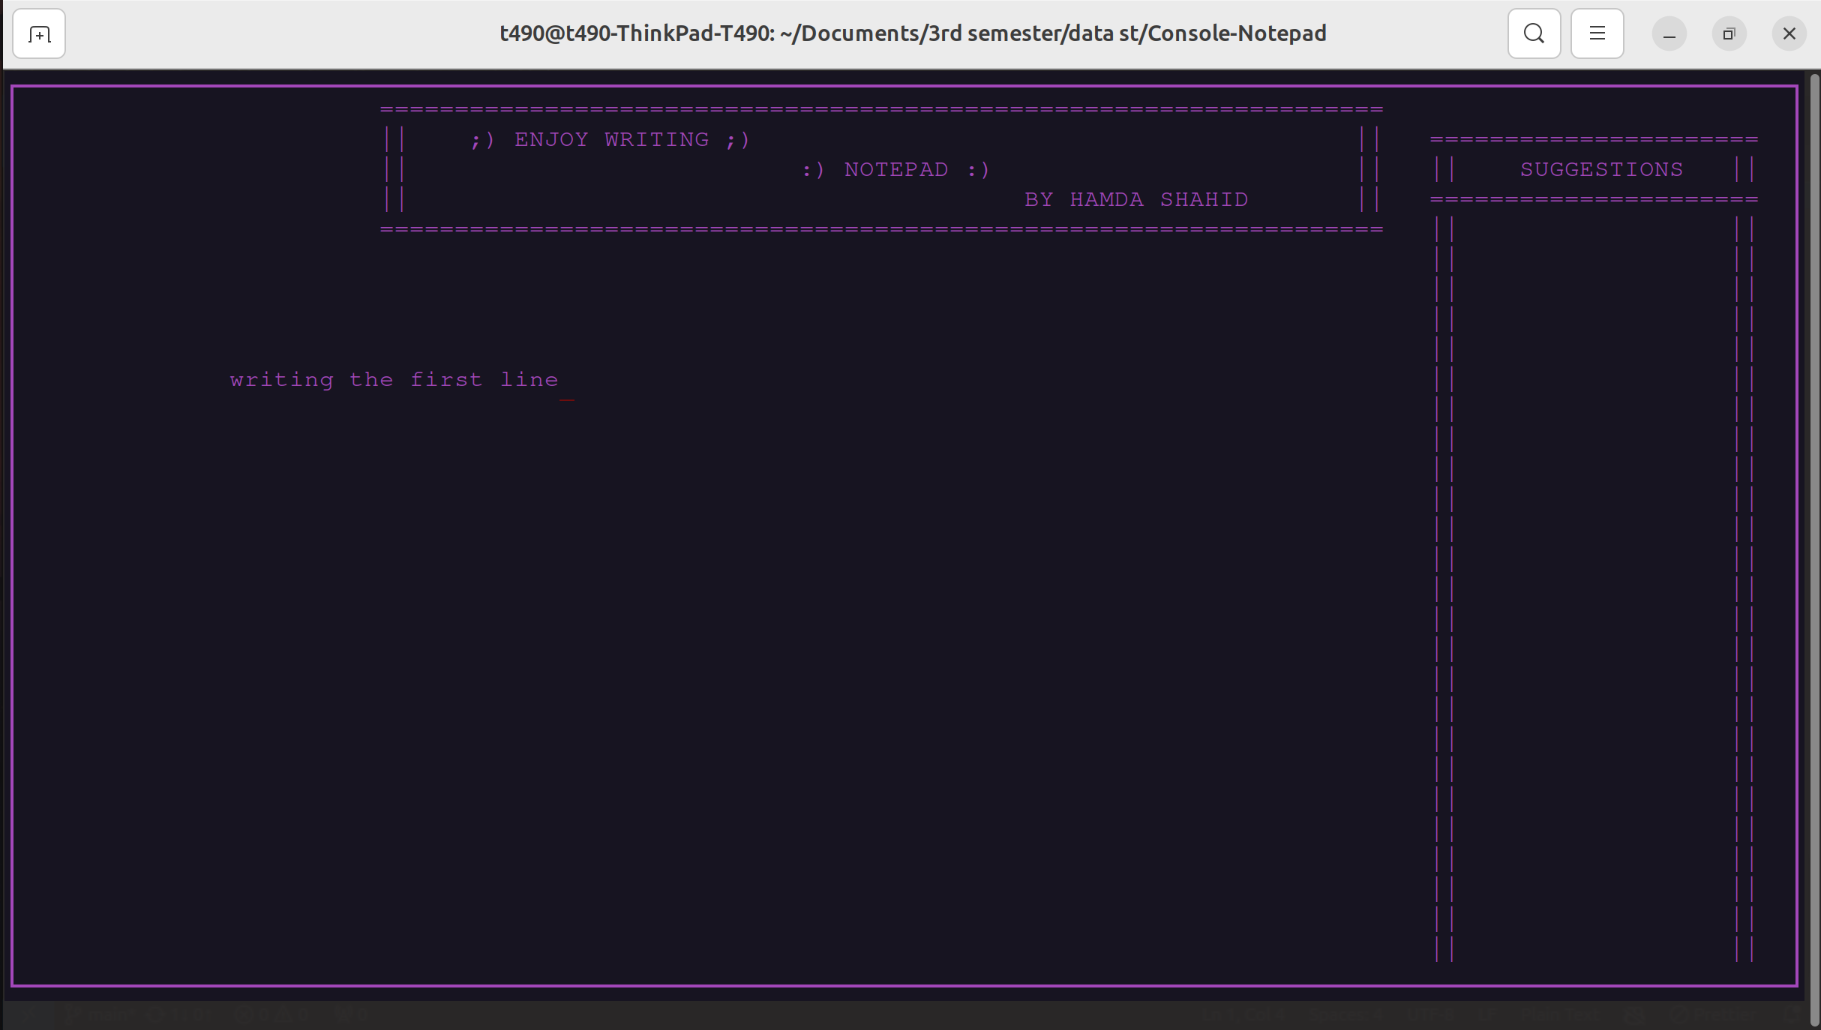 t490@t490-ThinkPad-T490: ~/Documents/3rd semester/data st/Console-Notepad
===================================================================
|| ;) ENJOY WRITING ;) ||
|| :) NOTEPAD :) ||
|| BY HAMDA SHAHID ||
===================================================================
======================
|| SUGGESTIONS ||
======================
writing the first line_